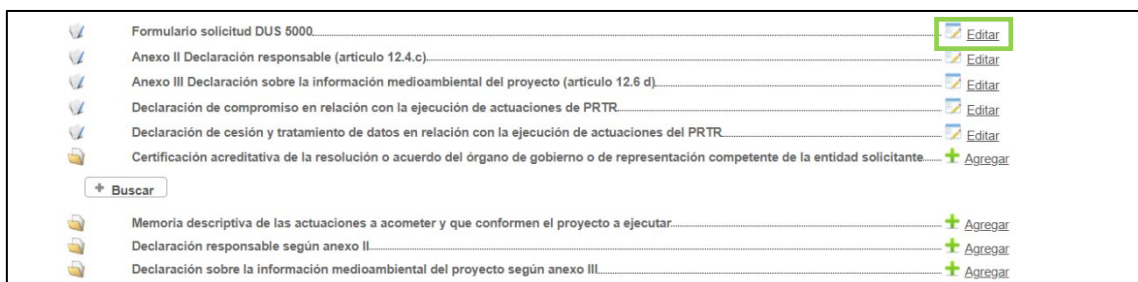 Formulario solicitud DUS 5000 Editar
Anexo II Declaración responsable (articulo 12.4.c) Editar
Anexo III Declaración sobre la información medioambiental del proyecto (artículo 12.6 d) Editar
Declaración de compromiso en relación con la ejecución de actuaciones de PRTR Editar
Declaración de cesión y tratamiento de datos en relación con la ejecución de actuaciones del PRTR Editar
Certificación acreditativa de la resolución o acuerdo del órgano de gobierno o de representación competente de la entidad solicitante Agregar
+ Buscar
Memoria descriptiva de las actuaciones a acometer y que conformen el proyecto a ejecutar Agregar
Declaración responsable según anexo II Agregar
Declaración sobre la información medioambiental del proyecto según anexo III Agregar